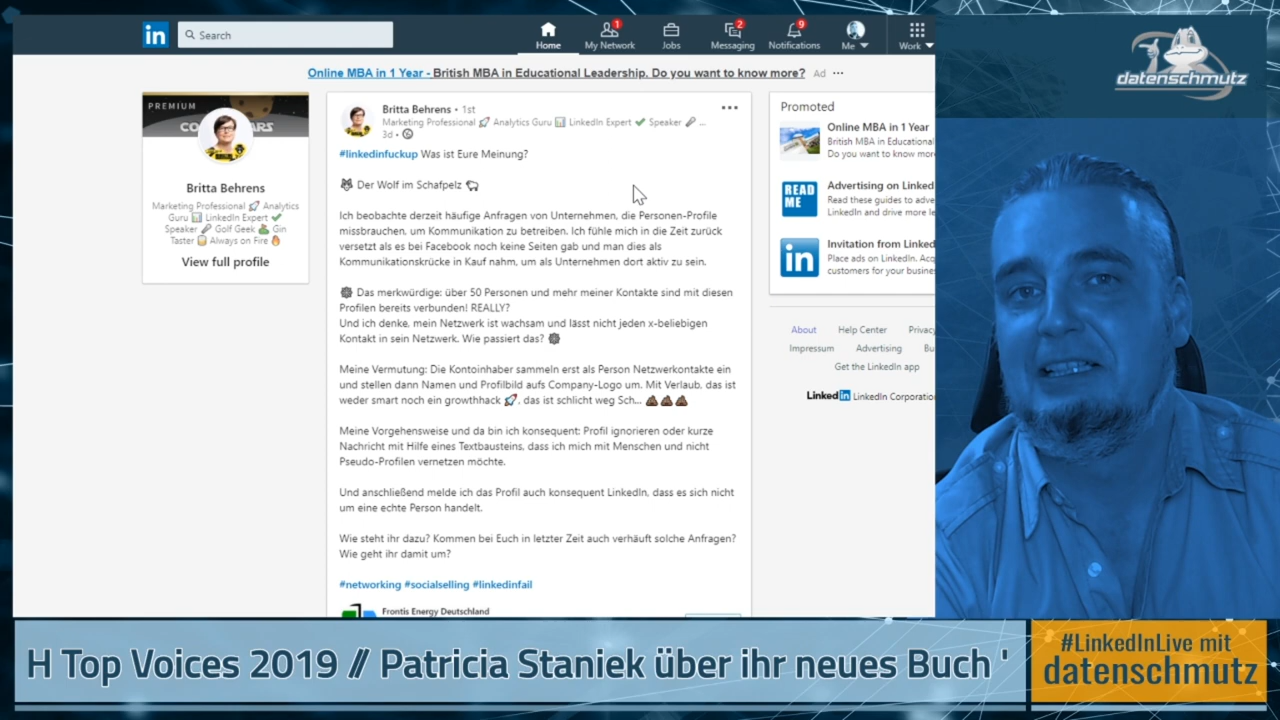 Search
Home
1
My Network
Jobs
2
Messaging
9
Notifications
Me
Work
datenschmutz
Online MBA in 1 Year - British MBA in Educational Leadership. Do you want to know more? Ad ...
PREMIUM
Britta Behrens
Marketing Professional Analytics
Guru LinkedIn Expert
Speaker Golf Geek Gin
Taster Always on Fire
View full profile
Britta Behrens • 1st
Marketing Professional Analytics Guru LinkedIn Expert Speaker ...
3d •
#linkedinfuckup Was ist Eure Meinung?
Der Wolf im Schafpelz
Ich beobachte derzeit häufige Anfragen von Unternehmen, die Personen-Profile
missbrauchen, um Kommunikation zu betreiben. Ich fühle mich in die Zeit zurück
versetzt als es bei Facebook noch keine Seiten gab und man dies als
Kommunikationskrücke in Kauf nahm, um als Unternehmen dort aktiv zu sein.
Das merkwürdige: über 50 Personen und mehr meiner Kontakte sind mit diesen
Profilen bereits verbunden! REALLY?
Und ich denke, mein Netzwerk ist wachsam und lässt nicht jeden x-beliebigen
Kontakt in sein Netzwerk. Wie passiert das?
Meine Vermutung: Die Kontoinhaber sammeln erst als Person Netzwerkontakte ein
und stellen dann Namen und Profilbild aufs Company-Logo um. Mit Verlaub, das ist
weder smart noch ein growthhack , das ist schlicht weg Sch...
Meine Vorgehensweise und da bin ich konsequent: Profil ignorieren oder kurze
Nachricht mit Hilfe eines Textbausteins, dass ich mich mit Menschen und nicht
Pseudo-Profilen vernetzen möchte.
Und anschließend melde ich das Profil auch konsequent LinkedIn, dass es sich nicht
um eine echte Person handelt.
Wie steht ihr dazu? Kommen bei Euch in letzter Zeit auch verhäuft solche Anfragen?
Wie geht ihr damit um?
#networking #socialselling #linkedinfail
Frontis Energy Deutschland
Promoted
Online MBA in 1 Year
British MBA in Educational
Do you want to know mor
READ
ME
Advertising on Linked
Read these guides to adve
LinkedIn and drive more le
in
Invitation from Linked
Place ads on LinkedIn. Acq
customers for your busine
About Help Center Privacy
Impressum Advertising Bu
Get the LinkedIn app
LinkedIn LinkedIn Corporatio
H Top Voices 2019 // Patricia Staniek über ihr neues Buch '
#LinkedInLive mit
datenschmutz